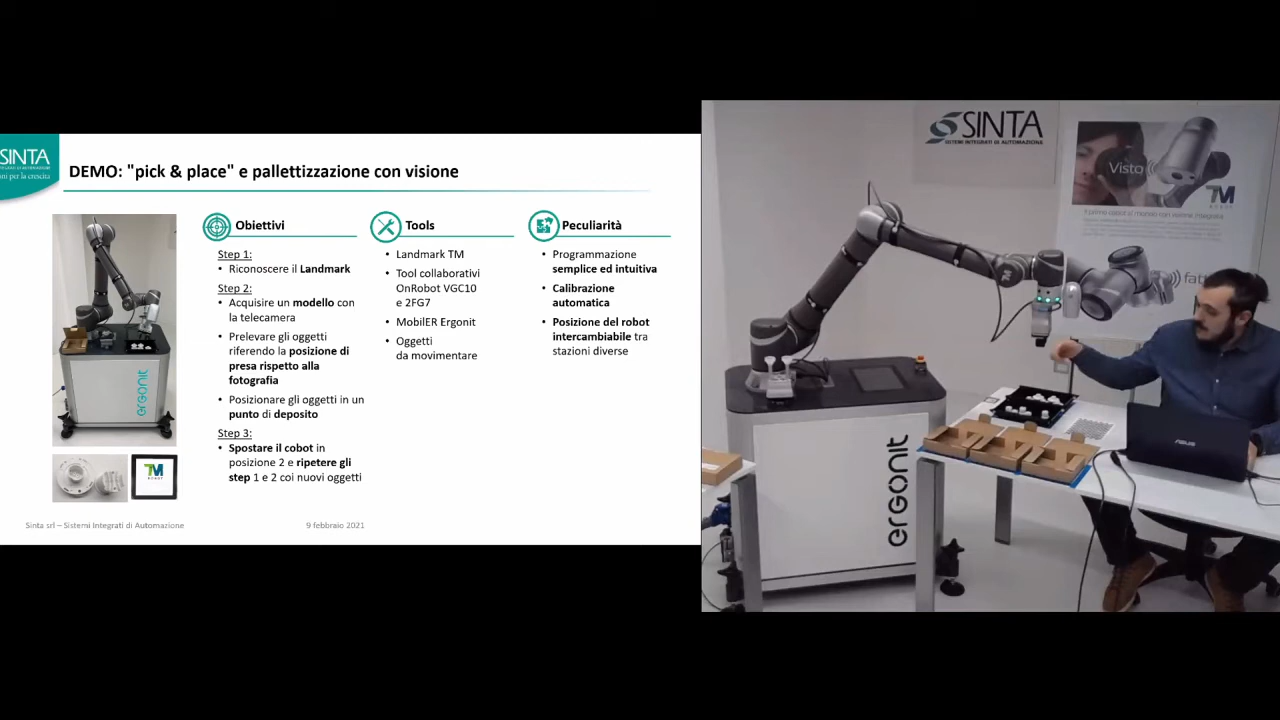 SINTA
DEMO: "pick & place" e pallettizzazione con visione
Obiettivi
Step 1:
• Riconoscere il Landmark
Step 2:
• Acquisire un modello con
la telecamera
• Prelevare gli oggetti
riferendo la posizione di
presa rispetto alla
fotografia
• Posizionare gli oggetti in un
punto di deposito
Step 3:
• Spostare il cobot in
posizione 2 e ripetere gli
step 1 e 2 coi nuovi oggetti
Tools
• Landmark TM
• Tool collaborativi
OnRobot VGC10
e 2FG7
• MobilER Ergonit
• Oggetti
da movimentare
Peculiarità
• Programmazione
semplice ed intuitiva
• Calibrazione
automatica
• Posizione del robot
intercambiabile tra
stazioni diverse
ergonit
TM
ROBOT
Sinta srl – Sistemi Integrati di Automazione
9 febbraio 2021
SINTA
SISTEMI INTEGRATI DI AUTOMAZIONE
Visto
TM
ROBOT
fatt
TM
ergonit
ASUS